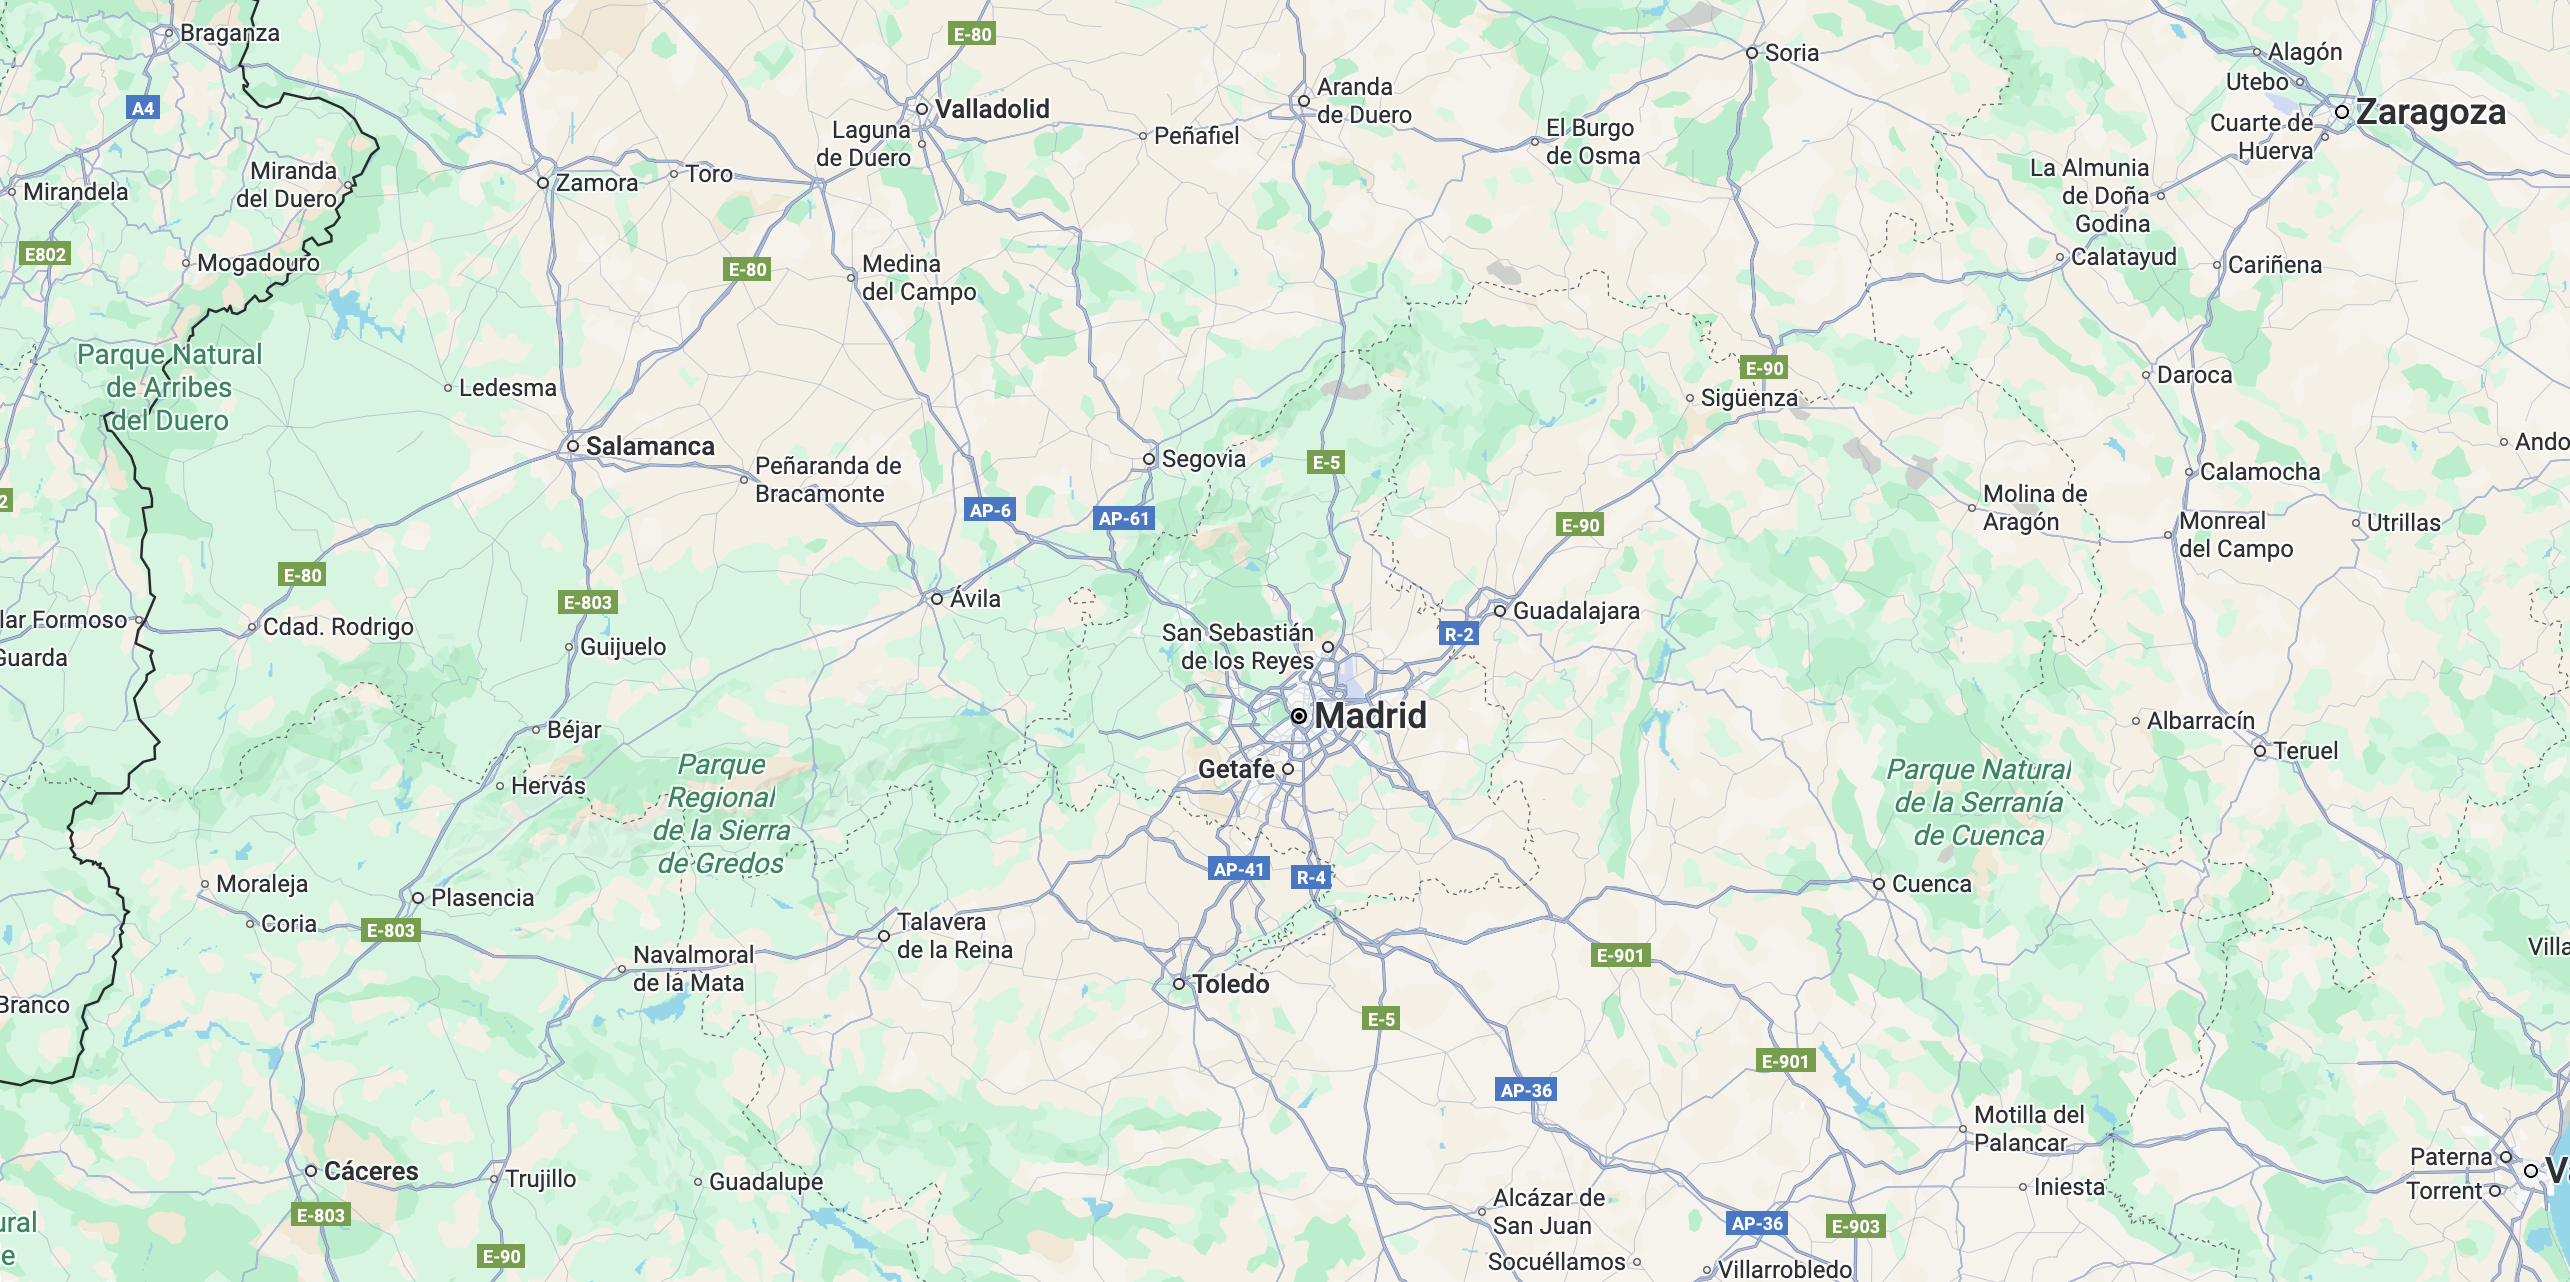 Braganza
E-80
Soria
Alagón
Utebo
A4
Valladolid
Aranda
de Duero
Zaragoza
Laguna
de Duero
Peñafiel
El Burgo
de Osma
Cuarte de
Huerva
Miranda
del Duero
Mirandela
Zamora
Toro
La Almunia
de Doña
Godina
E802
Mogadouro
E-80
Medina
del Campo
Calatayud
Cariñena
Parque Natural
de Arribes
del Duero
Ledesma
E-90
Sigüenza
Daroca
Salamanca
Peñaranda de
Bracamonte
Segovia
E-5
Ando
Calamocha
2
AP-6
AP-61
E-90
Molina de
Aragón
Monreal
del Campo
Utrillas
E-80
E-803
Ávila
Guadalajara
lar Formoso
Cdad. Rodrigo
Guijuelo
San Sebastián
de los Reyes
R-2
Guarda
Béjar
Madrid
Albarracín
Teruel
Hervás
Parque
Regional
de la Sierra
de Gredos
Getafe
Parque Natural
de la Serranía
de Cuenca
AP-41
R-4
Moraleja
Plasencia
Cuenca
Coria
E-803
Talavera
de la Reina
Navalmoral
de la Mata
E-901
Villa
Branco
Toledo
E-5
E-901
AP-36
Motilla del
Palancar
Cáceres
Trujillo
Guadalupe
Iniesta
Paterna
Va
Torrent
E-803
Alcázar de
San Juan
AP-36
E-903
ural
e
E-90
Socuéllamos
Villarrobledo